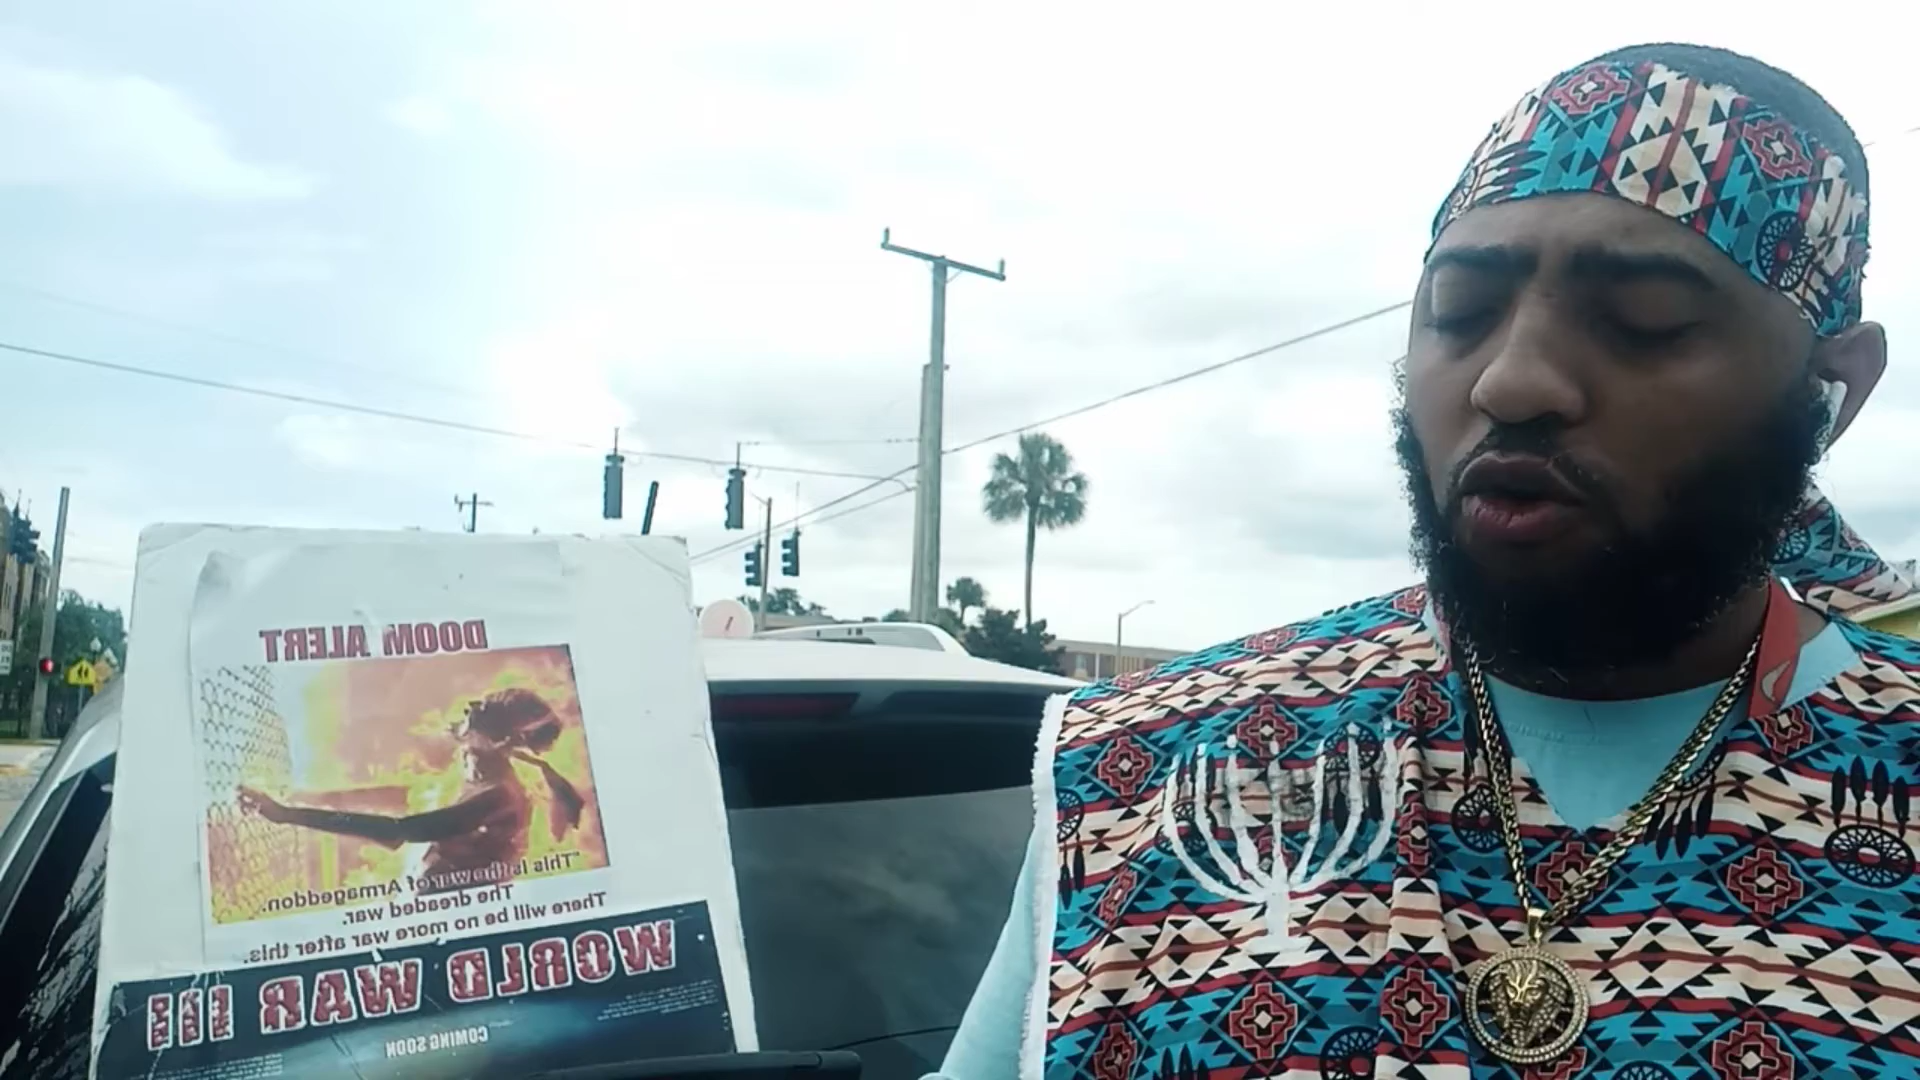 DOOM ALERT
"This is the war of Armageddon.
The dreaded war.
There will be no more war after this.
WORLD WAR III
COMING SOON